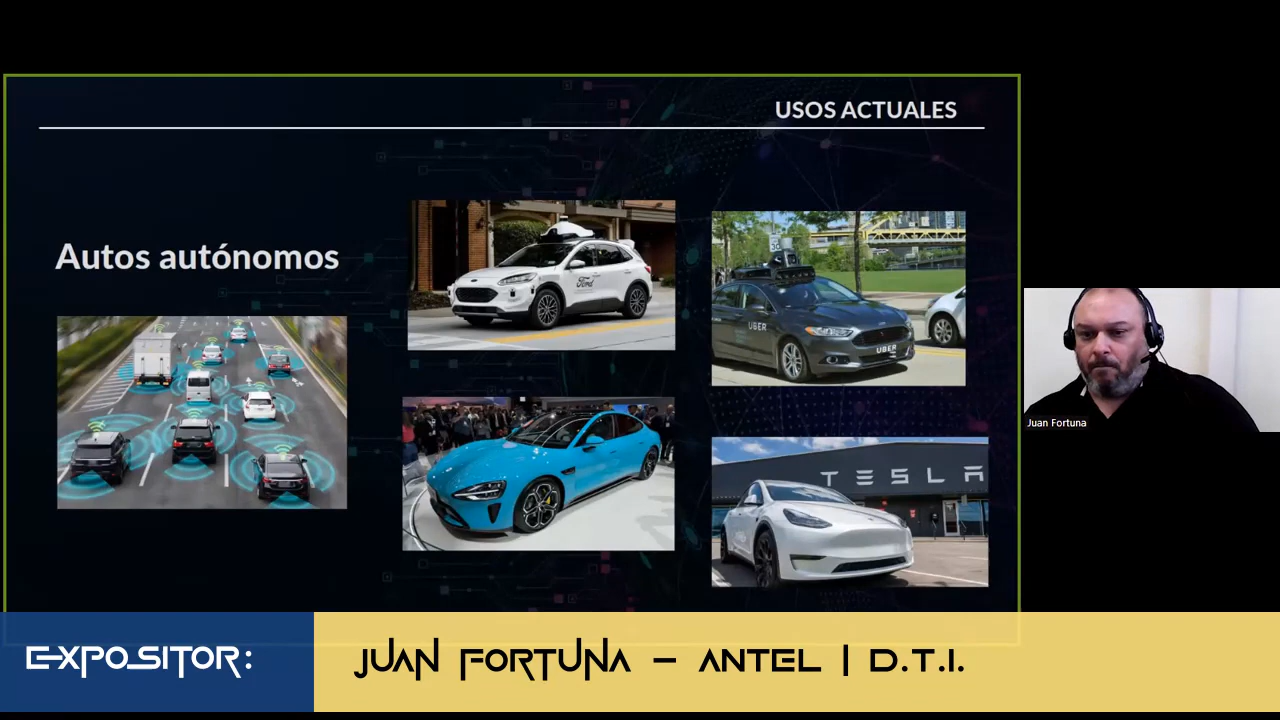 USOS ACTUALES
Autos autónomos
Ford
UBER
UBER
TESLA
Juan Fortuna
EXPOSITOR:
JUAN FORTUNA – ANTEL | D.T.I.